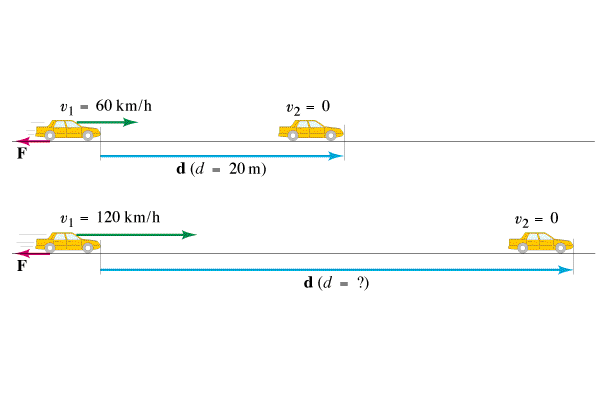 v₁ = 60 km/h
v₂ = 0
F
d (d = 20 m)
v₁ = 120 km/h
v₂ = 0
F
d (d = ?)